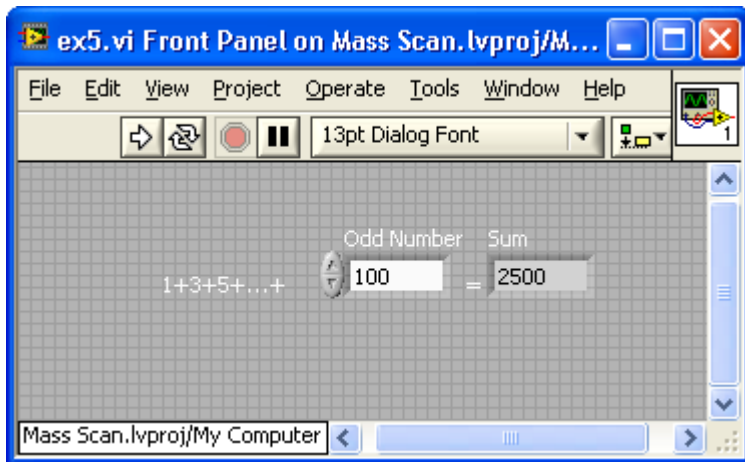 ex5.vi Front Panel on Mass Scan.lvproj/M...
File Edit View Project Operate Tools Window Help
13pt Dialog Font
1
Odd Number Sum
1+3+5+...+ 100 = 2500
Mass Scan.lvproj/My Computer